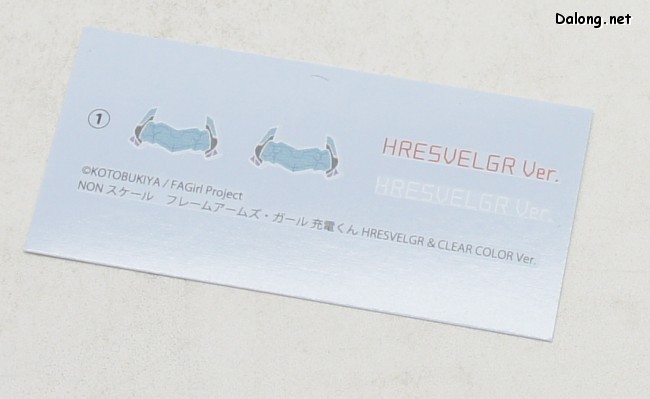 Dalong.net
①
HRESVELGR Ver.
HRESVELGR Ver.
©KOTOBUKIYA / FAGirl Project
NON スケール　フレームアームズ・ガール 充電くん HRESVELGR & CLEAR COLOR Ver.